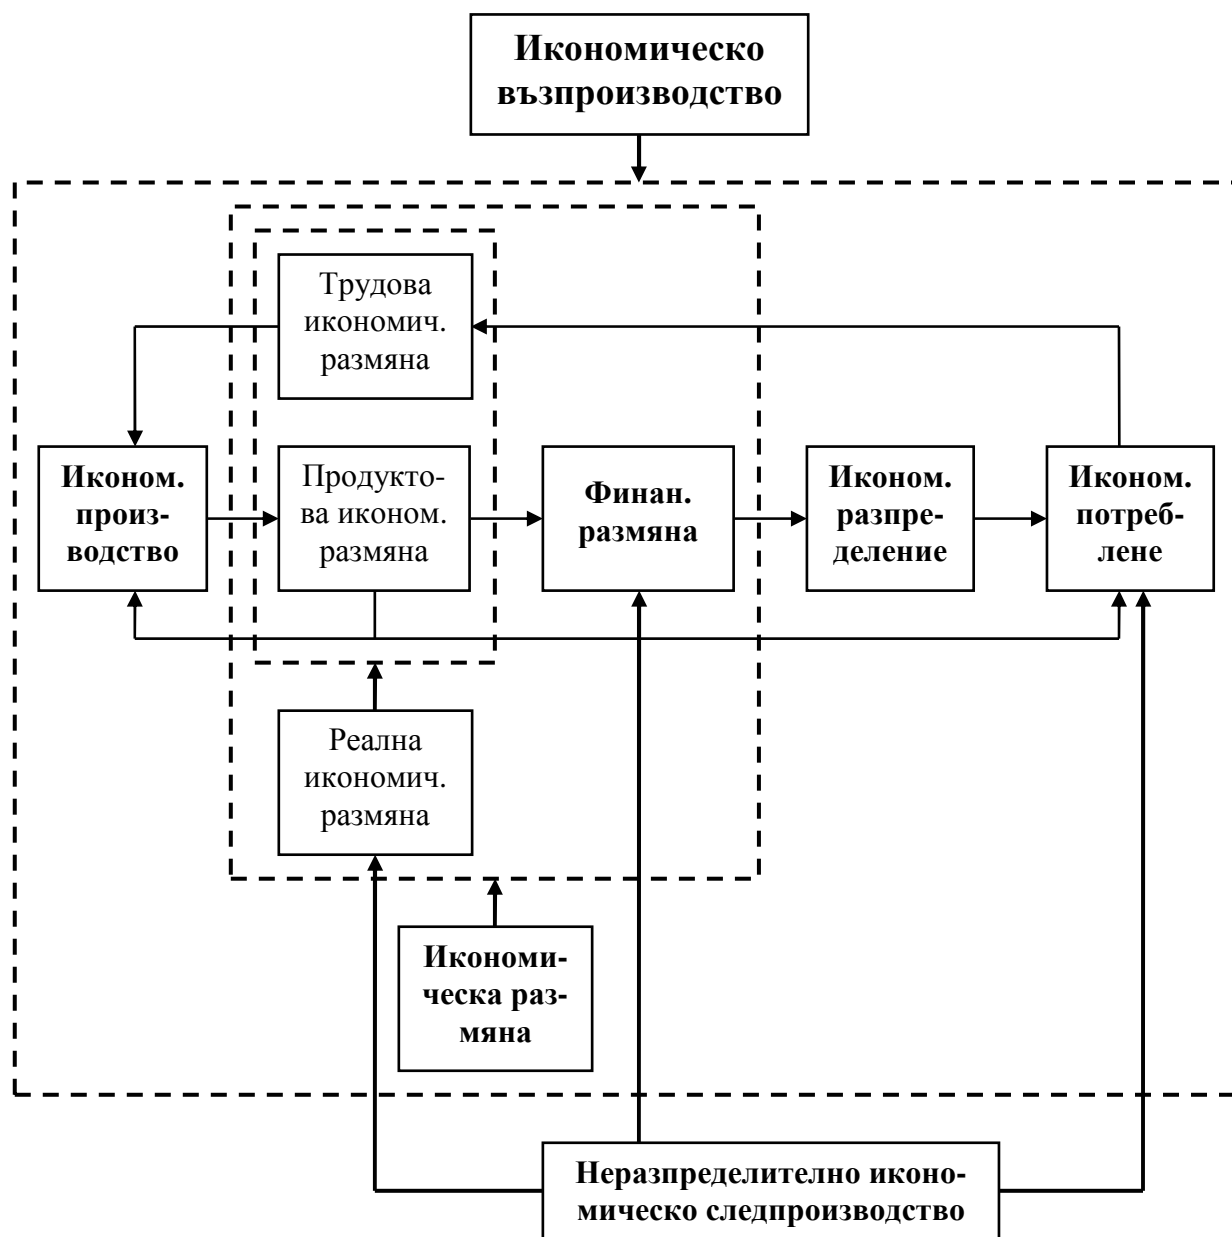 Икономическо
възпроизводство
Трудова
икономич.
размяна
Иконом.
произ-
водство
Продукто-
ва иконом.
размяна
Финан.
размяна
Иконом.
разпре-
деление
Иконом.
потреб-
лене
Реална
икономич.
размяна
Икономи-
ческа раз-
мяна
Неразпределително иконо-
мическо следпроизводство